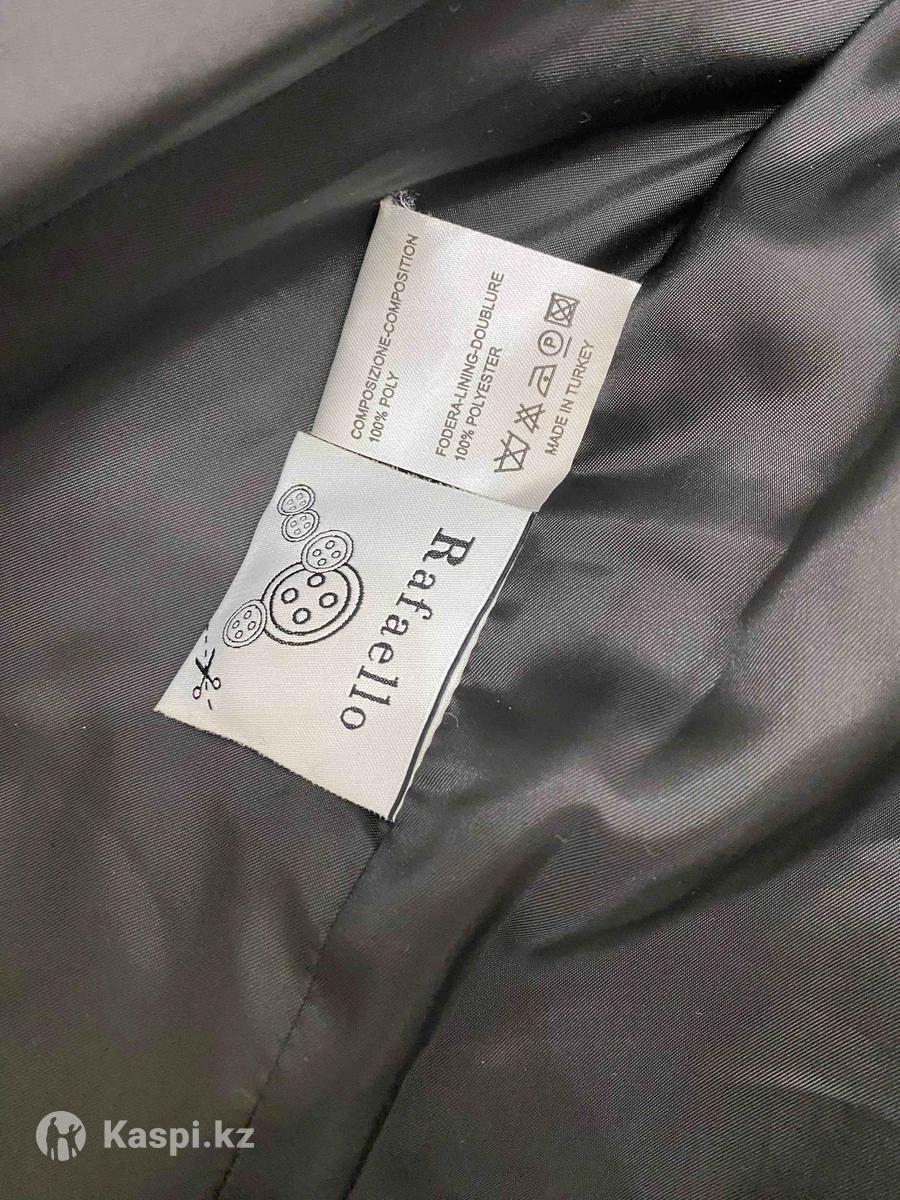 COMPOSIZIONE-COMPOSITION
100% POLY
FODERA-LINING-DOUBLURE
100% POLYESTER
P
MADE IN TURKEY
Rafaello
Kaspi.kz